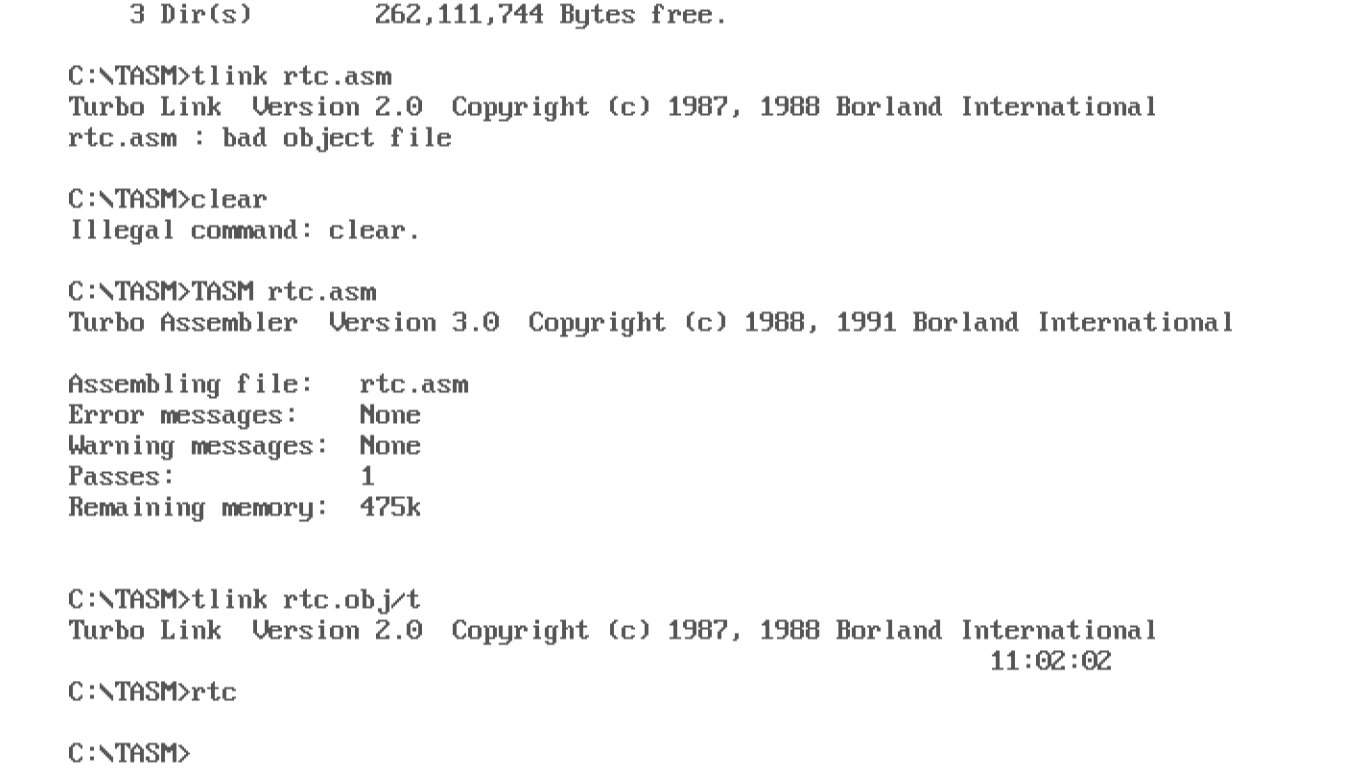 3 Dir(s)        262,111,744 Bytes free.
C:\TASM>tlink rtc.asm
Turbo Link  Version 2.0  Copyright (c) 1987, 1988 Borland International
rtc.asm : bad object file
C:\TASM>clear
Illegal command: clear.
C:\TASM>TASM rtc.asm
Turbo Assembler  Version 3.0  Copyright (c) 1988, 1991 Borland International
Assembling file:   rtc.asm
Error messages:    None
Warning messages:  None
Passes:            1
Remaining memory:  475k
C:\TASM>tlink rtc.obj/t
Turbo Link  Version 2.0  Copyright (c) 1987, 1988 Borland International
11:02:02
C:\TASM>rtc
C:\TASM>